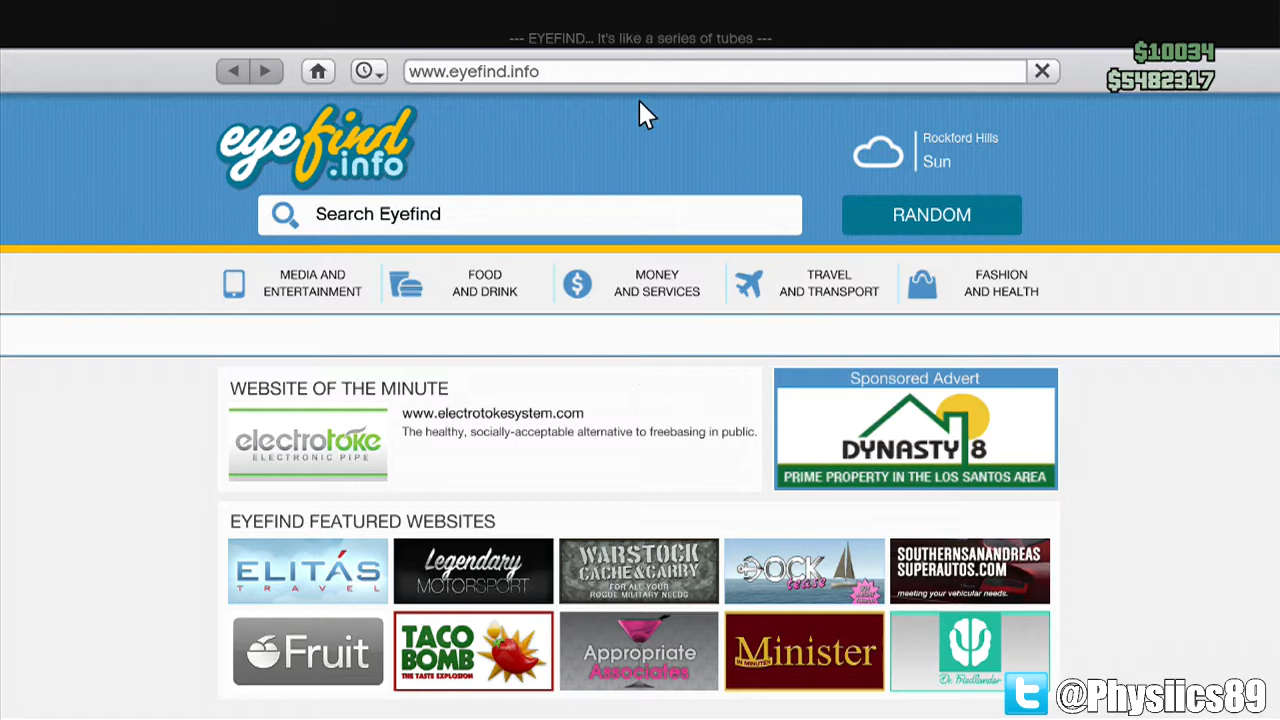 --- EYEFIND... It's like a series of tubes ---
$10034
www.eyefind.info
$5482317
eyefind
.info
Rockford Hills
Sun
Search Eyefind
RANDOM
MEDIA AND
ENTERTAINMENT
FOOD
AND DRINK
MONEY
AND SERVICES
TRAVEL
AND TRANSPORT
FASHION
AND HEALTH
WEBSITE OF THE MINUTE
electrotoke
ELECTRONIC PIPE
www.electrotokesystem.com
The healthy, socially-acceptable alternative to freebasing in public.
Sponsored Advert
DYNASTY 8
PRIME PROPERTY IN THE LOS SANTOS AREA
EYEFIND FEATURED WEBSITES
ELITÁS
TRAVEL
Legendary
MOTORSPORT
WARSTOCK
CACHE & CARRY
FOR ALL YOUR
ROGUE MILITARY NEEDS
DOCK
tease
SOUTHERNSANANDREAS
SUPERAUTOS.COM
meeting your vehicular needs.
Fruit
TACO
BOMB
THE TASTE EXPLOSION
Appropriate
Associates
Minister
IN MINUTES
Dr. Friedlander
@Physiics89